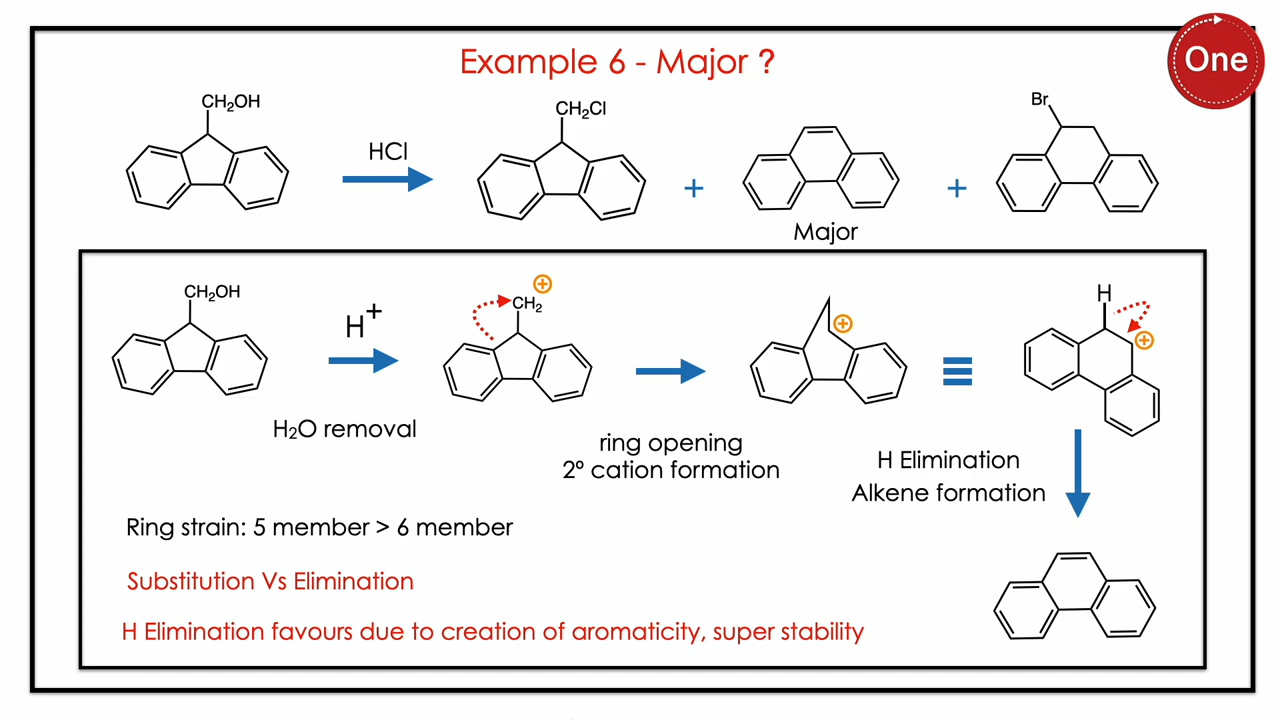 Example 6 - Major ?
One
CH₂OH
HCl
CH₂Cl
+
+
Br
Major
CH₂OH
H⁺
H₂O removal
CH₂
+
ring opening
2º cation formation
+
≡
H
+
H Elimination
Alkene formation
Ring strain: 5 member > 6 member
Substitution Vs Elimination
H Elimination favours due to creation of aromaticity, super stability